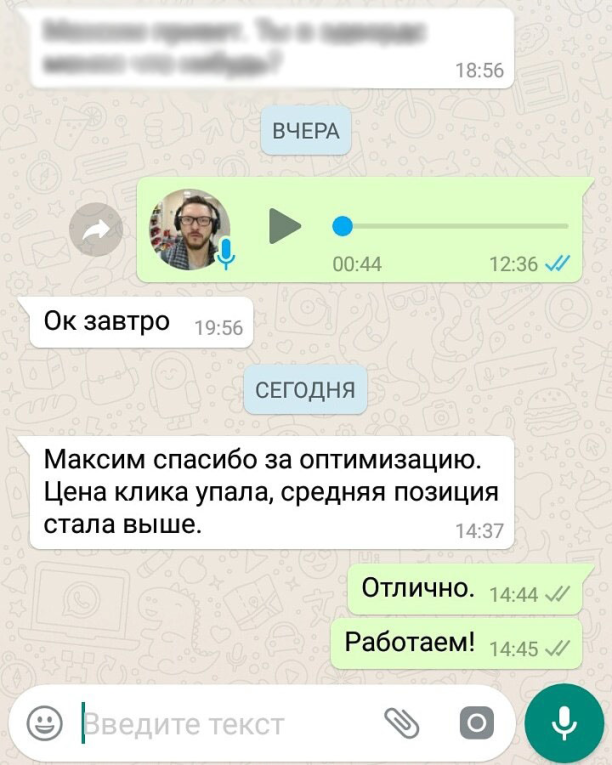 18:56
ВЧЕРА
00:44 12:36
Ок завтро 19:56
СЕГОДНЯ
Максим спасибо за оптимизацию.
Цена клика упала, средняя позиция
стала выше. 14:37
Отлично. 14:44
Работаем! 14:45
Введите текст